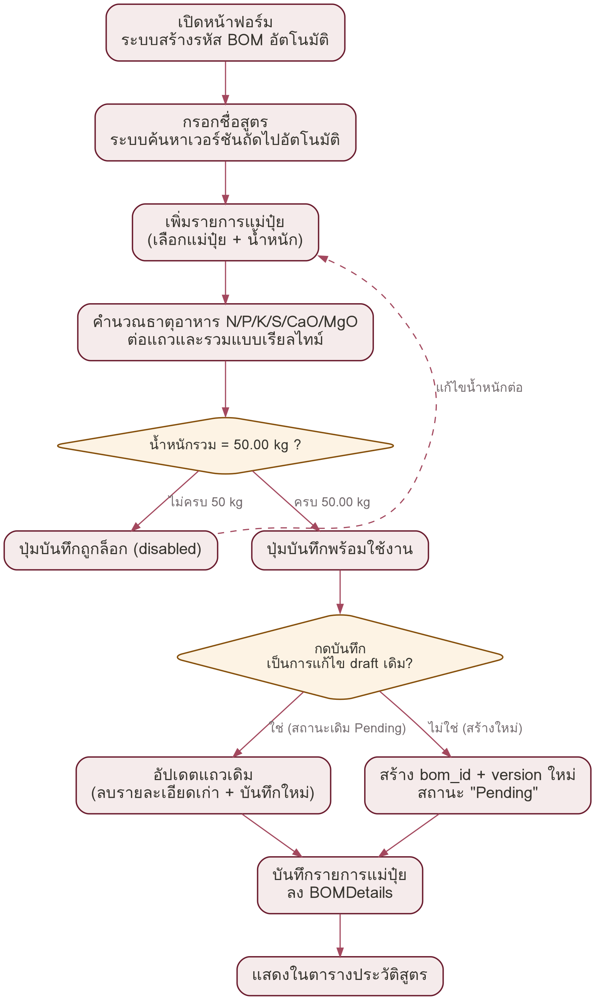 เปิดหน้าฟอร์ม
ระบบสร้างรหัส BOM อัตโนมัติ
กรอกชื่อสูตร
ระบบค้นหาเวอร์ชันถัดไปอัตโนมัติ
เพิ่มรายการแม่ปุ๋ย
(เลือกแม่ปุ๋ย + น้ำหนัก)
คำนวณธาตุอาหาร N/P/K/S/CaO/MgO
ต่อแถวและรวมแบบเรียลไทม์
แก้ไขน้ำหนักต่อ
น้ำหนักรวม = 50.00 kg ?
ไม่ครบ 50 kg
ครบ 50.00 kg
ปุ่มบันทึกถูกล็อก (disabled)
ปุ่มบันทึกพร้อมใช้งาน
กดบันทึก
เป็นการแก้ไข draft เดิม?
ใช่ (สถานะเดิม Pending)
ไม่ใช่ (สร้างใหม่)
อัปเดตแถวเดิม
(ลบรายละเอียดเก่า + บันทึกใหม่)
สร้าง bom_id + version ใหม่
สถานะ "Pending"
บันทึกรายการแม่ปุ๋ย
ลง BOMDetails
แสดงในตารางประวัติสูตร